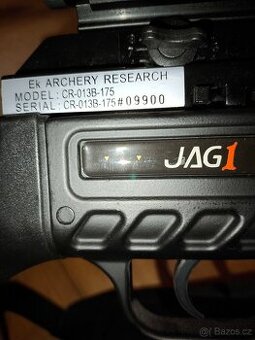 Ek ARCHERY RESEARCH
MODEL: CR-013B-175
SERIAL: CR-013B-175#09900
JAG1
©Bazos.cz